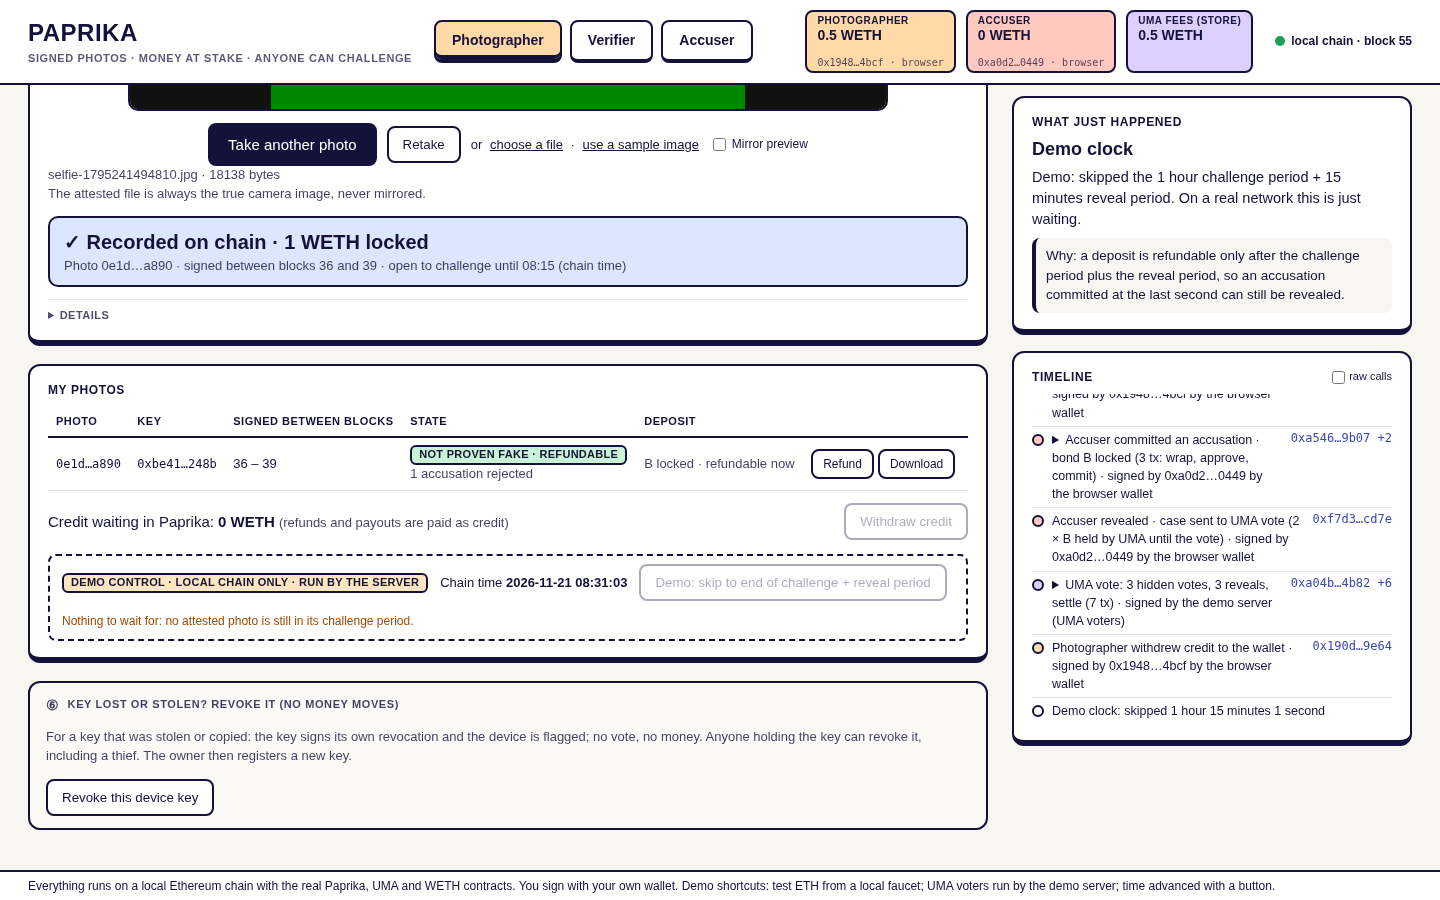 PAPRIKA
SIGNED PHOTOS · MONEY AT STAKE · ANYONE CAN CHALLENGE
Photographer
Verifier
Accuser
PHOTOGRAPHER
0.5 WETH
0x1948…4bcf · browser
ACCUSER
0 WETH
0xa0d2…0449 · browser
UMA FEES (STORE)
0.5 WETH
local chain · block 55
Take another photo
Retake
or choose a file · use a sample image
Mirror preview
selfie-1795241494810.jpg · 18138 bytes
The attested file is always the true camera image, never mirrored.
✓ Recorded on chain · 1 WETH locked
Photo 0e1d…a890 · signed between blocks 36 and 39 · open to challenge until 08:15 (chain time)
DETAILS
MY PHOTOS
PHOTO KEY SIGNED BETWEEN BLOCKS STATE DEPOSIT
0e1d…a890 0xbe41…248b 36 – 39 NOT PROVEN FAKE · REFUNDABLE B locked · refundable now Refund Download
1 accusation rejected
Credit waiting in Paprika: 0 WETH (refunds and payouts are paid as credit)
Withdraw credit
DEMO CONTROL · LOCAL CHAIN ONLY · RUN BY THE SERVER
Chain time 2026-11-21 08:31:03
Demo: skip to end of challenge + reveal period
Nothing to wait for: no attested photo is still in its challenge period.
⑥ KEY LOST OR STOLEN? REVOKE IT (NO MONEY MOVES)
For a key that was stolen or copied: the key signs its own revocation and the device is flagged; no vote, no money. Anyone holding the key can revoke it,
including a thief. The owner then registers a new key.
Revoke this device key
WHAT JUST HAPPENED
Demo clock
Demo: skipped the 1 hour challenge period + 15
minutes reveal period. On a real network this is just
waiting.
Why: a deposit is refundable only after the challenge
period plus the reveal period, so an accusation
committed at the last second can still be revealed.
TIMELINE
raw calls
signed by 0x1948…4bcf by the browser
wallet
Accuser committed an accusation · 0xa546…9b07 +2
bond B locked (3 tx: wrap, approve,
commit) · signed by 0xa0d2…0449 by
the browser wallet
Accuser revealed · case sent to UMA vote (2 0xf7d3…cd7e
× B held by UMA until the vote) · signed by
0xa0d2…0449 by the browser wallet
UMA vote: 3 hidden votes, 3 reveals, 0xa04b…4b82 +6
settle (7 tx) · signed by the demo server
(UMA voters)
Photographer withdrew credit to the wallet · 0x190d…9e64
signed by 0x1948…4bcf by the browser
wallet
Demo clock: skipped 1 hour 15 minutes 1 second
Everything runs on a local Ethereum chain with the real Paprika, UMA and WETH contracts. You sign with your own wallet. Demo shortcuts: test ETH from a local faucet; UMA voters run by the demo server; time advanced with a button.